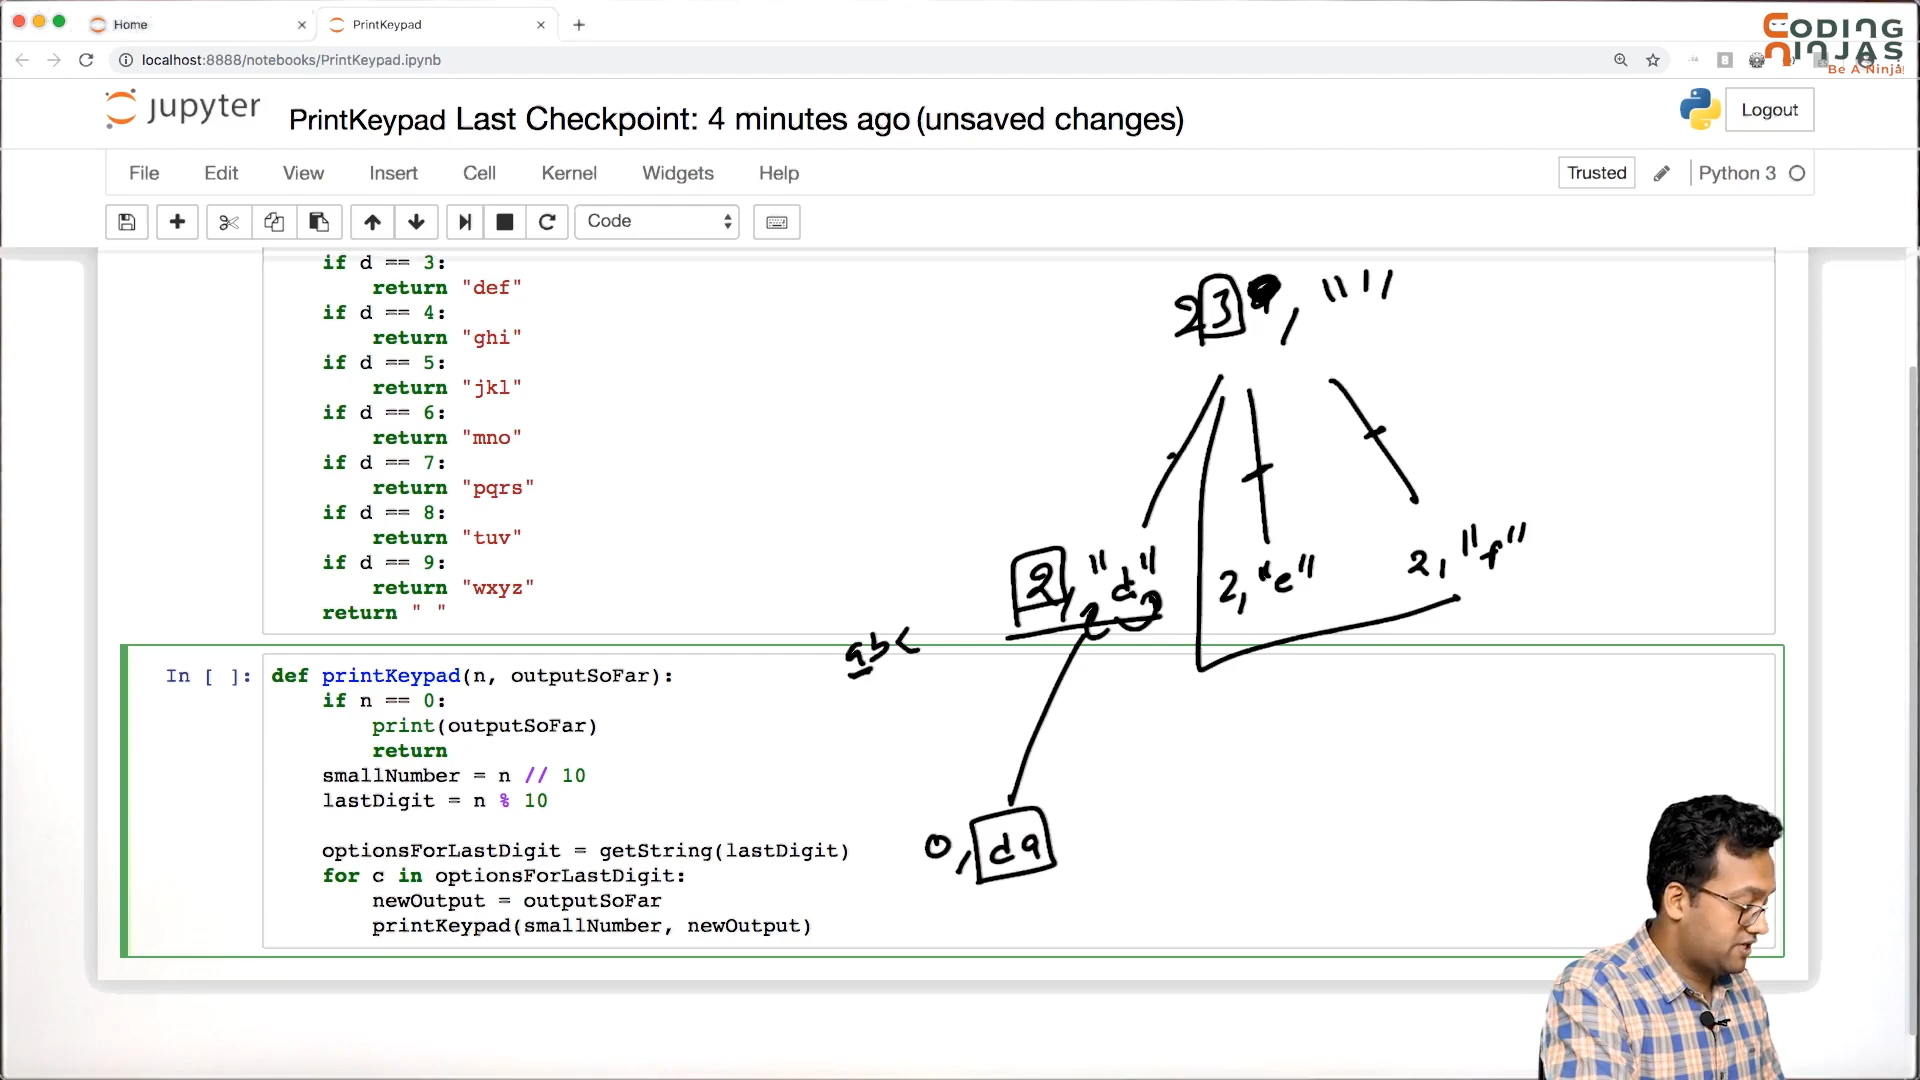 Home
PrintKeypad
CODING NINJAS
Be A Ninja!
localhost:8888/notebooks/PrintKeypad.ipynb
jupyter PrintKeypad Last Checkpoint: 4 minutes ago (unsaved changes)
Logout
File Edit View Insert Cell Kernel Widgets Help
Trusted
Python 3
Code
if d == 3:
return "def"
if d == 4:
return "ghi"
if d == 5:
return "jkl"
if d == 6:
return "mno"
if d == 7:
return "pqrs"
if d == 8:
return "tuv"
if d == 9:
return "wxyz"
return " "
23 , " "
2, "d"
2, "e"
2, "f"
abc
0, da
In [ ]: def printKeypad(n, outputSoFar):
if n == 0:
print(outputSoFar)
return
smallNumber = n // 10
lastDigit = n % 10
optionsForLastDigit = getString(lastDigit)
for c in optionsForLastDigit:
newOutput = outputSoFar
printKeypad(smallNumber, newOutput)